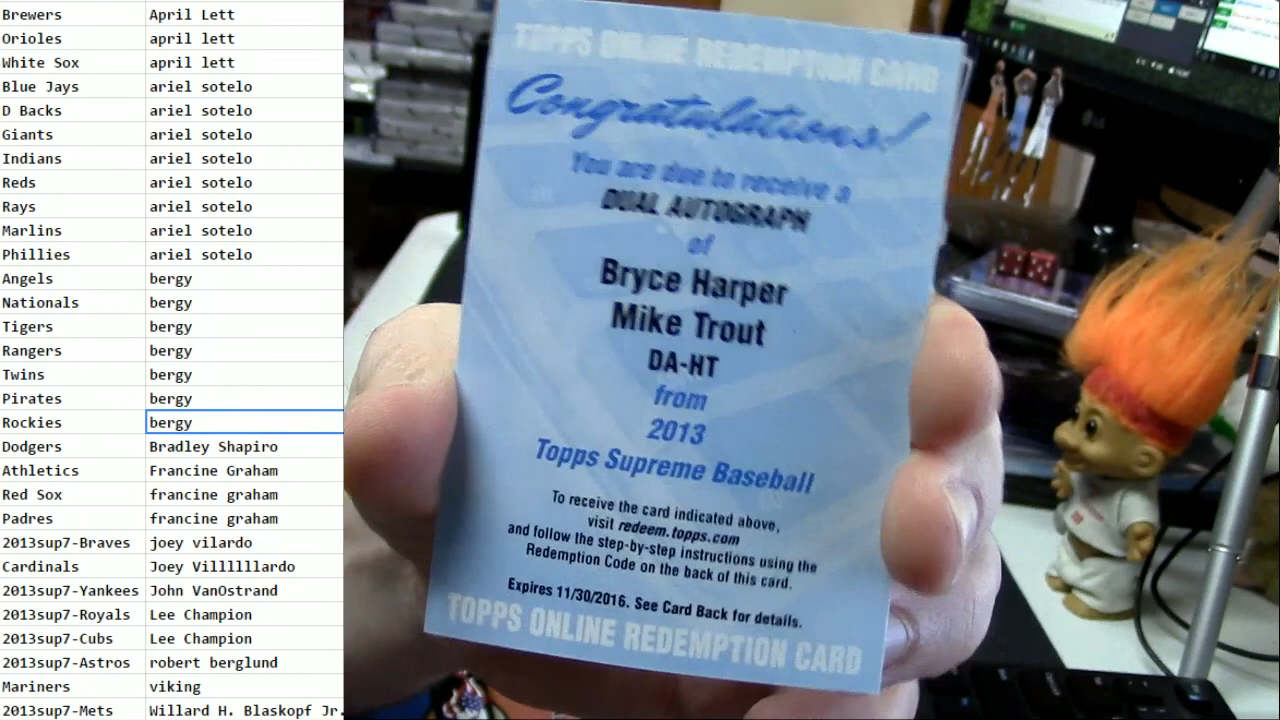 Brewers April Lett
Orioles april lett
White Sox april lett
Blue Jays ariel sotelo
D Backs ariel sotelo
Giants ariel sotelo
Indians ariel sotelo
Reds ariel sotelo
Rays ariel sotelo
Marlins ariel sotelo
Phillies ariel sotelo
Angels bergy
Nationals bergy
Tigers bergy
Rangers bergy
Twins bergy
Pirates bergy
Rockies bergy
Dodgers Bradley Shapiro
Athletics Francine Graham
Red Sox francine graham
Padres francine graham
2013sup7-Braves joey vilardo
Cardinals Joey Villllllardo
2013sup7-Yankees John VanOstrand
2013sup7-Royals Lee Champion
2013sup7-Cubs Lee Champion
2013sup7-Astros robert berglund
Mariners viking
2013sup7-Mets Willard H. Blaskopf Jr.
TOPPS ONLINE REDEMPTION CARD
Congratulations!
You are due to receive a
DUAL AUTOGRAPH
of
Bryce Harper
Mike Trout
DA-HT
from
2013
Topps Supreme Baseball
To receive the card indicated above,
visit redeem.topps.com
and follow the step-by-step instructions using the
Redemption Code on the back of this card.
Expires 11/30/2016. See Card Back for details.
TOPPS ONLINE REDEMPTION CARD